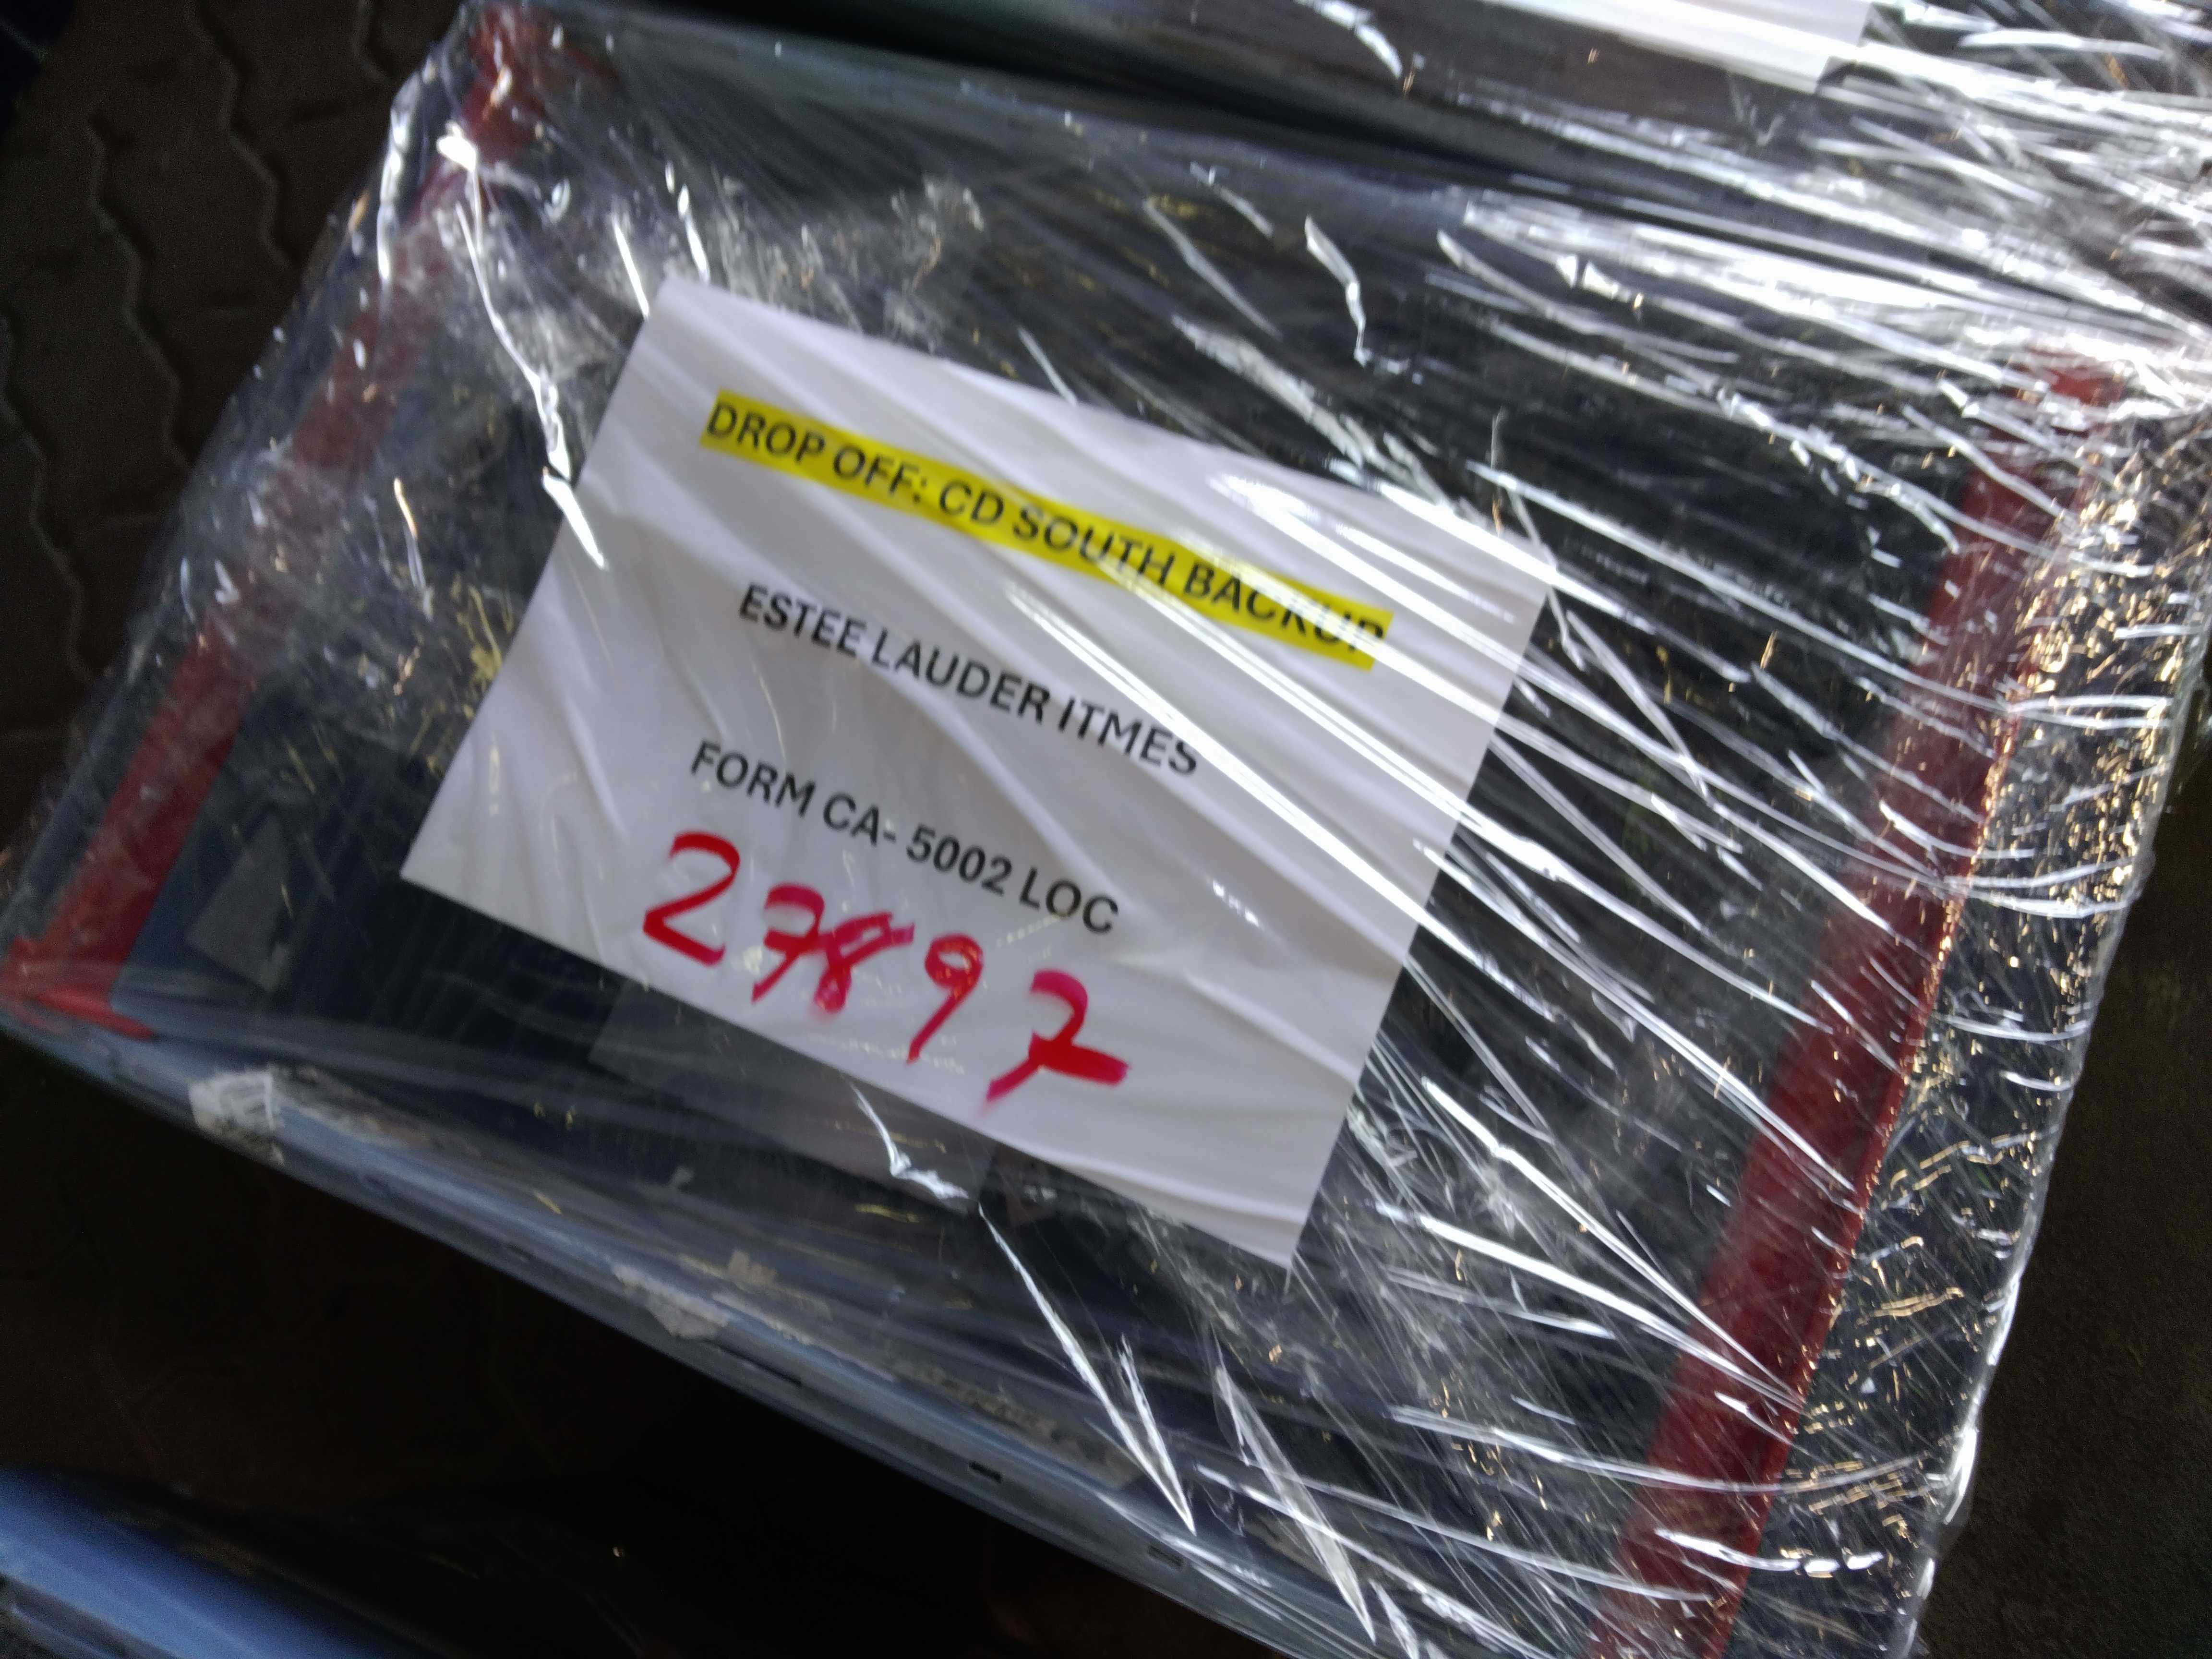 DROP OFF: CD SOUTH BACKUP
ESTEE LAUDER ITMES
FORM CA- 5002 LOC
27897